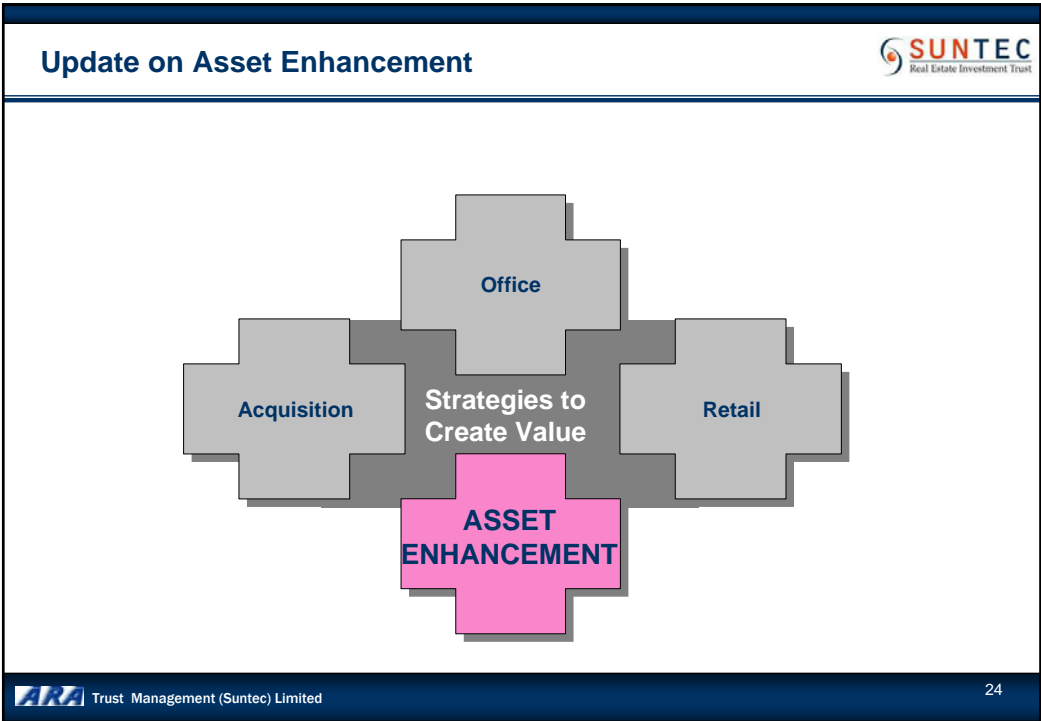 Update on Asset Enhancement
SUNTEC
Real Estate Investment Trust
Office
Acquisition
Strategies to
Create Value
Retail
ASSET
ENHANCEMENT
ARA Trust Management (Suntec) Limited
24